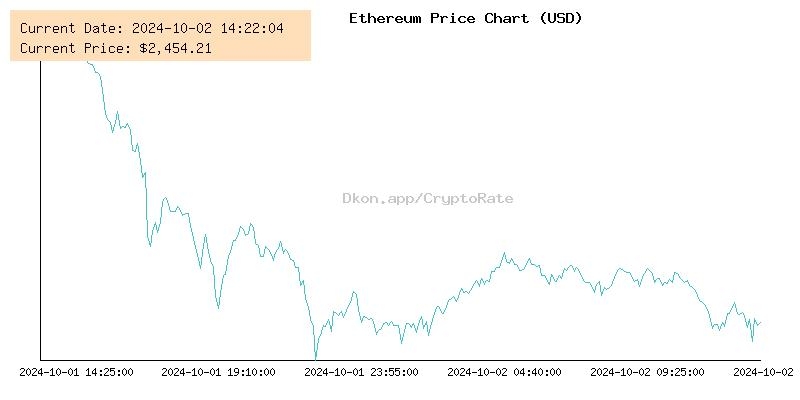 Ethereum Price Chart (USD)
Current Date: 2024-10-02 14:22:04
Current Price: $2,454.21
Dkon.app/CryptoRate
2024-10-01 14:25:00 2024-10-01 19:10:00 2024-10-01 23:55:00 2024-10-02 04:40:00 2024-10-02 09:25:00 2024-10-02